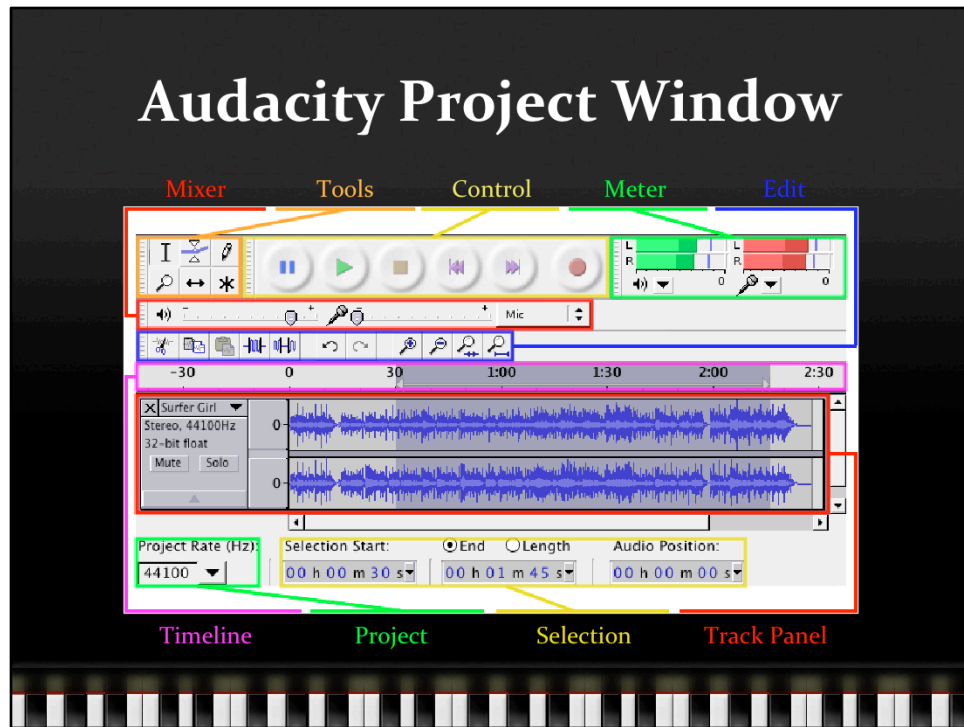 Audacity Project Window
Mixer Tools Control Meter Edit
L L
R R
0 0
- + - + Mic
-30 0 30 1:00 1:30 2:00 2:30
X Surfer Girl
Stereo, 44100Hz
32-bit float
Mute Solo
0-
0-
Project Rate (Hz): Selection Start: End Length Audio Position:
44100 00 h 00 m 30 s 00 h 01 m 45 s 00 h 00 m 00 s
Timeline Project Selection Track Panel